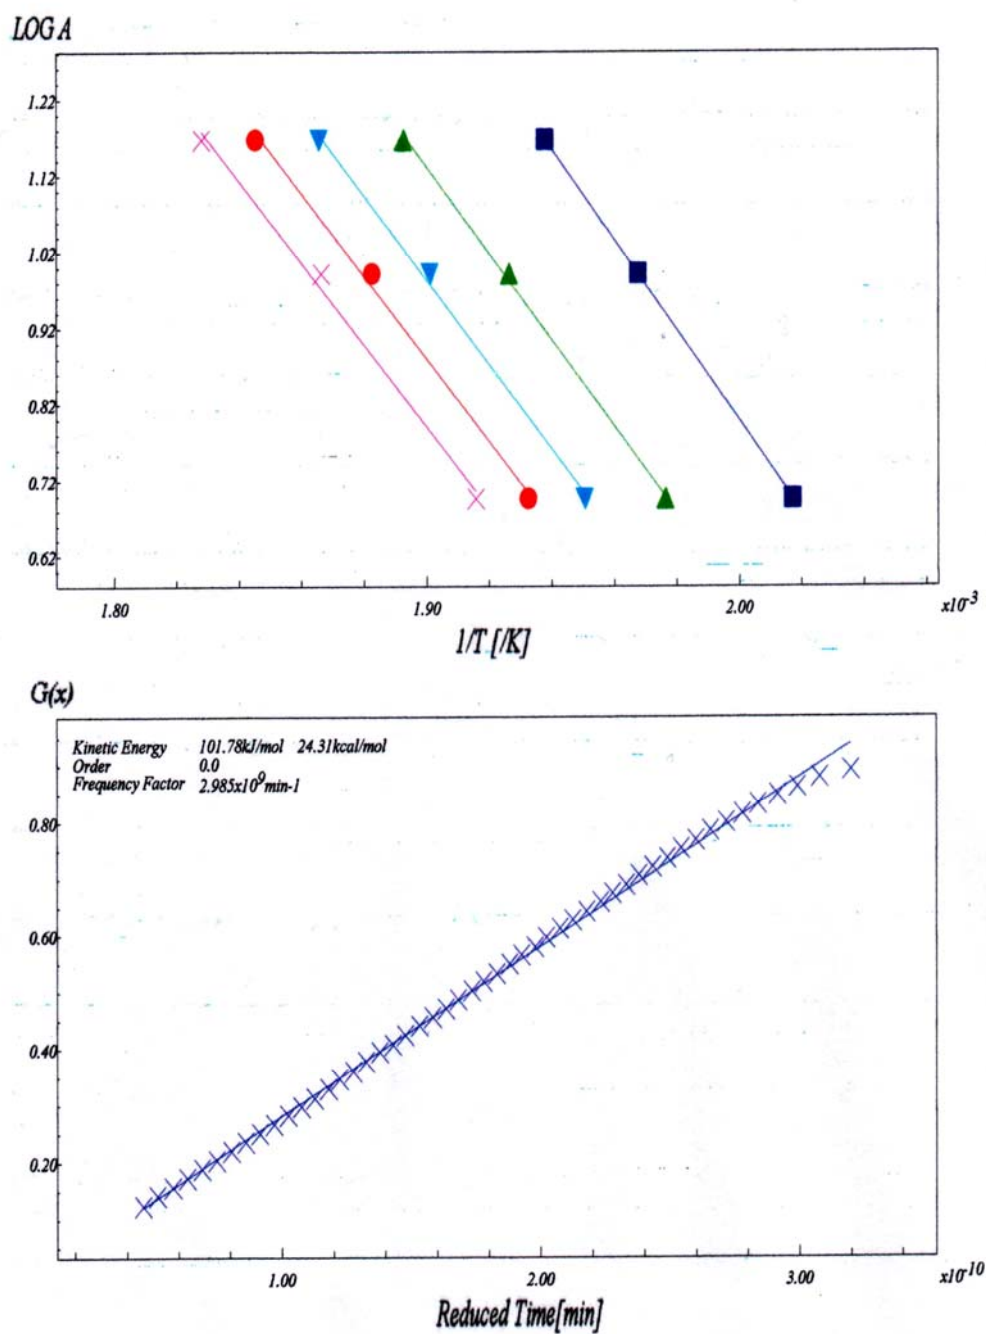 LOG A
1.22
1.12
1.02
0.92
0.82
0.72
0.62
1.80 1.90 2.00 x10-3
1/T [/K]
G(x)
Kinetic Energy 101.78kJ/mol 24.31kcal/mol
Order 0.0
Frequency Factor 2.985x10^9min-1
0.80
0.60
0.40
0.20
1.00 2.00 3.00 x10-10
Reduced Time[min]